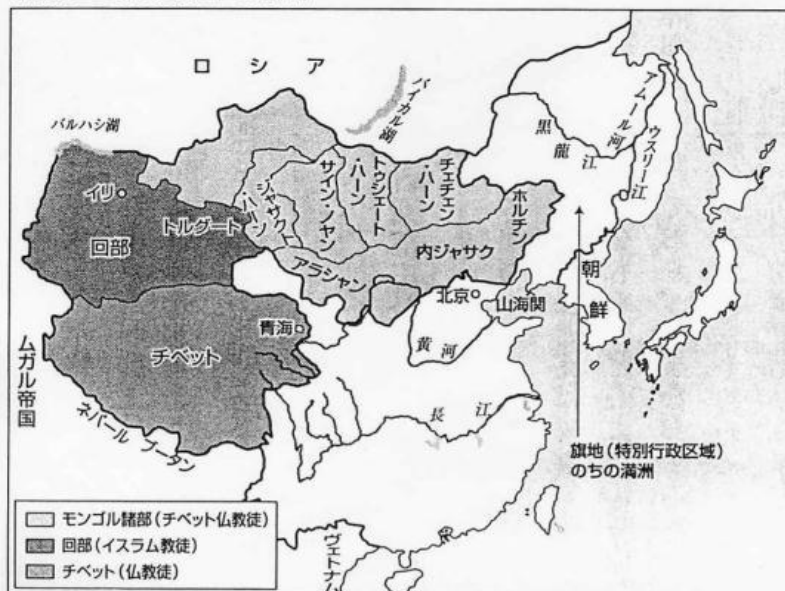 ロシア
バルハシ湖
バイカル湖
アムール河
ウスリー江
黒龍江
イリ
トルグート
回部
ジャサクト・ハーン
サイン・ノヤン
トゥシェート・ハーン
チェチェン・ハーン
ホルチン
内ジャサク
アラシャン
北京
山海関
朝鮮
青海
黄河
チベット
ムガル帝国
ネパール
ブータン
長江
旗地(特別行政区域)
のちの満洲
ヴェトナム
モンゴル諸部(チベット仏教徒)
回部(イスラム教徒)
チベット(仏教徒)